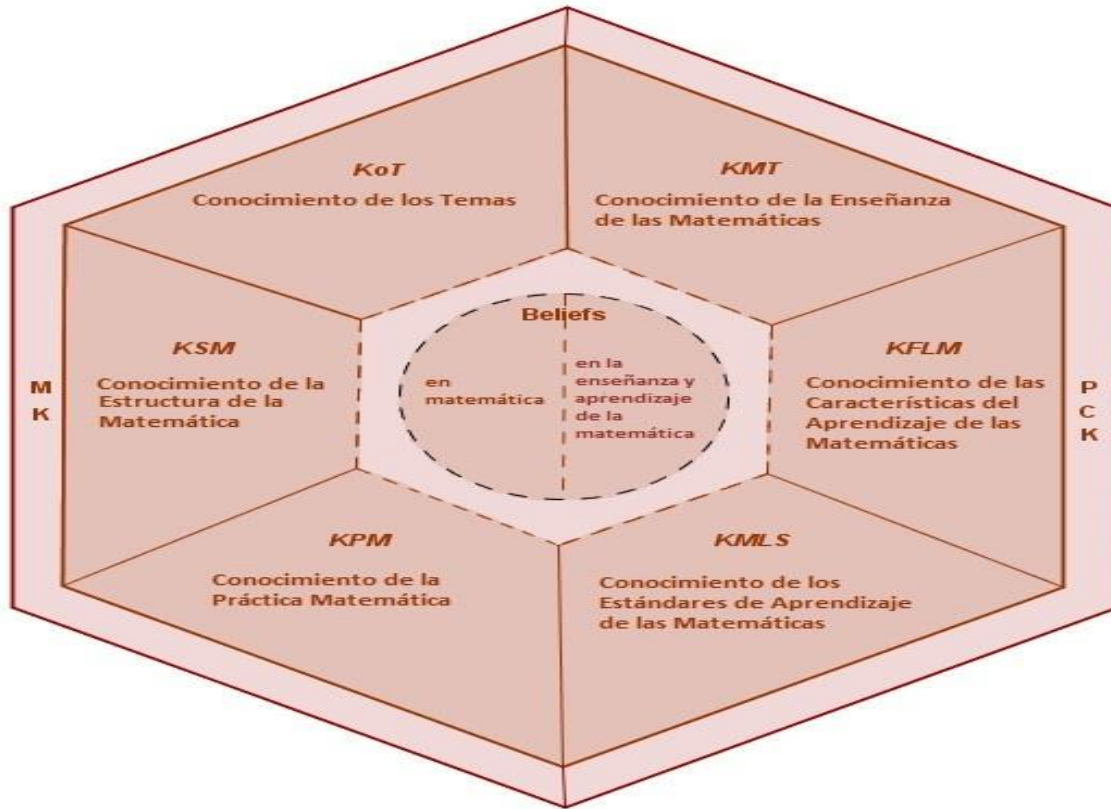 KoT
Conocimiento de los Temas
KMT
Conocimiento de la Enseñanza
de las Matemáticas
Beliefs
en
matemática
en la
enseñanza y
aprendizaje
de la
matemática
M
K
KSM
Conocimiento de la
Estructura de la
Matemática
KFLM
Conocimiento de las
Características del
Aprendizaje de las
Matemáticas
P
C
K
KPM
Conocimiento de la
Práctica Matemática
KMLS
Conocimiento de los
Estándares de Aprendizaje
de las Matemáticas